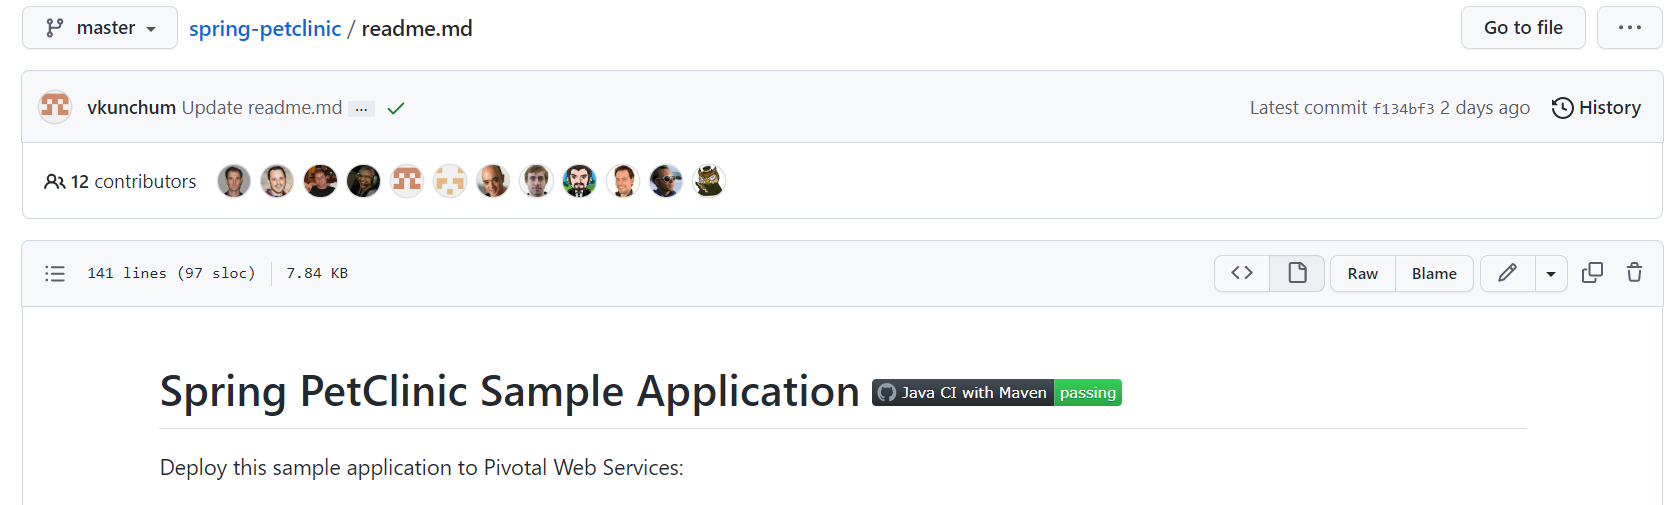 master spring-petclinic / readme.md Go to file ...
vkunchum Update readme.md ... Latest commit f134bf3 2 days ago History
12 contributors
141 lines (97 sloc) 7.84 KB <> Raw Blame
Spring PetClinic Sample Application Java CI with Maven passing
Deploy this sample application to Pivotal Web Services: